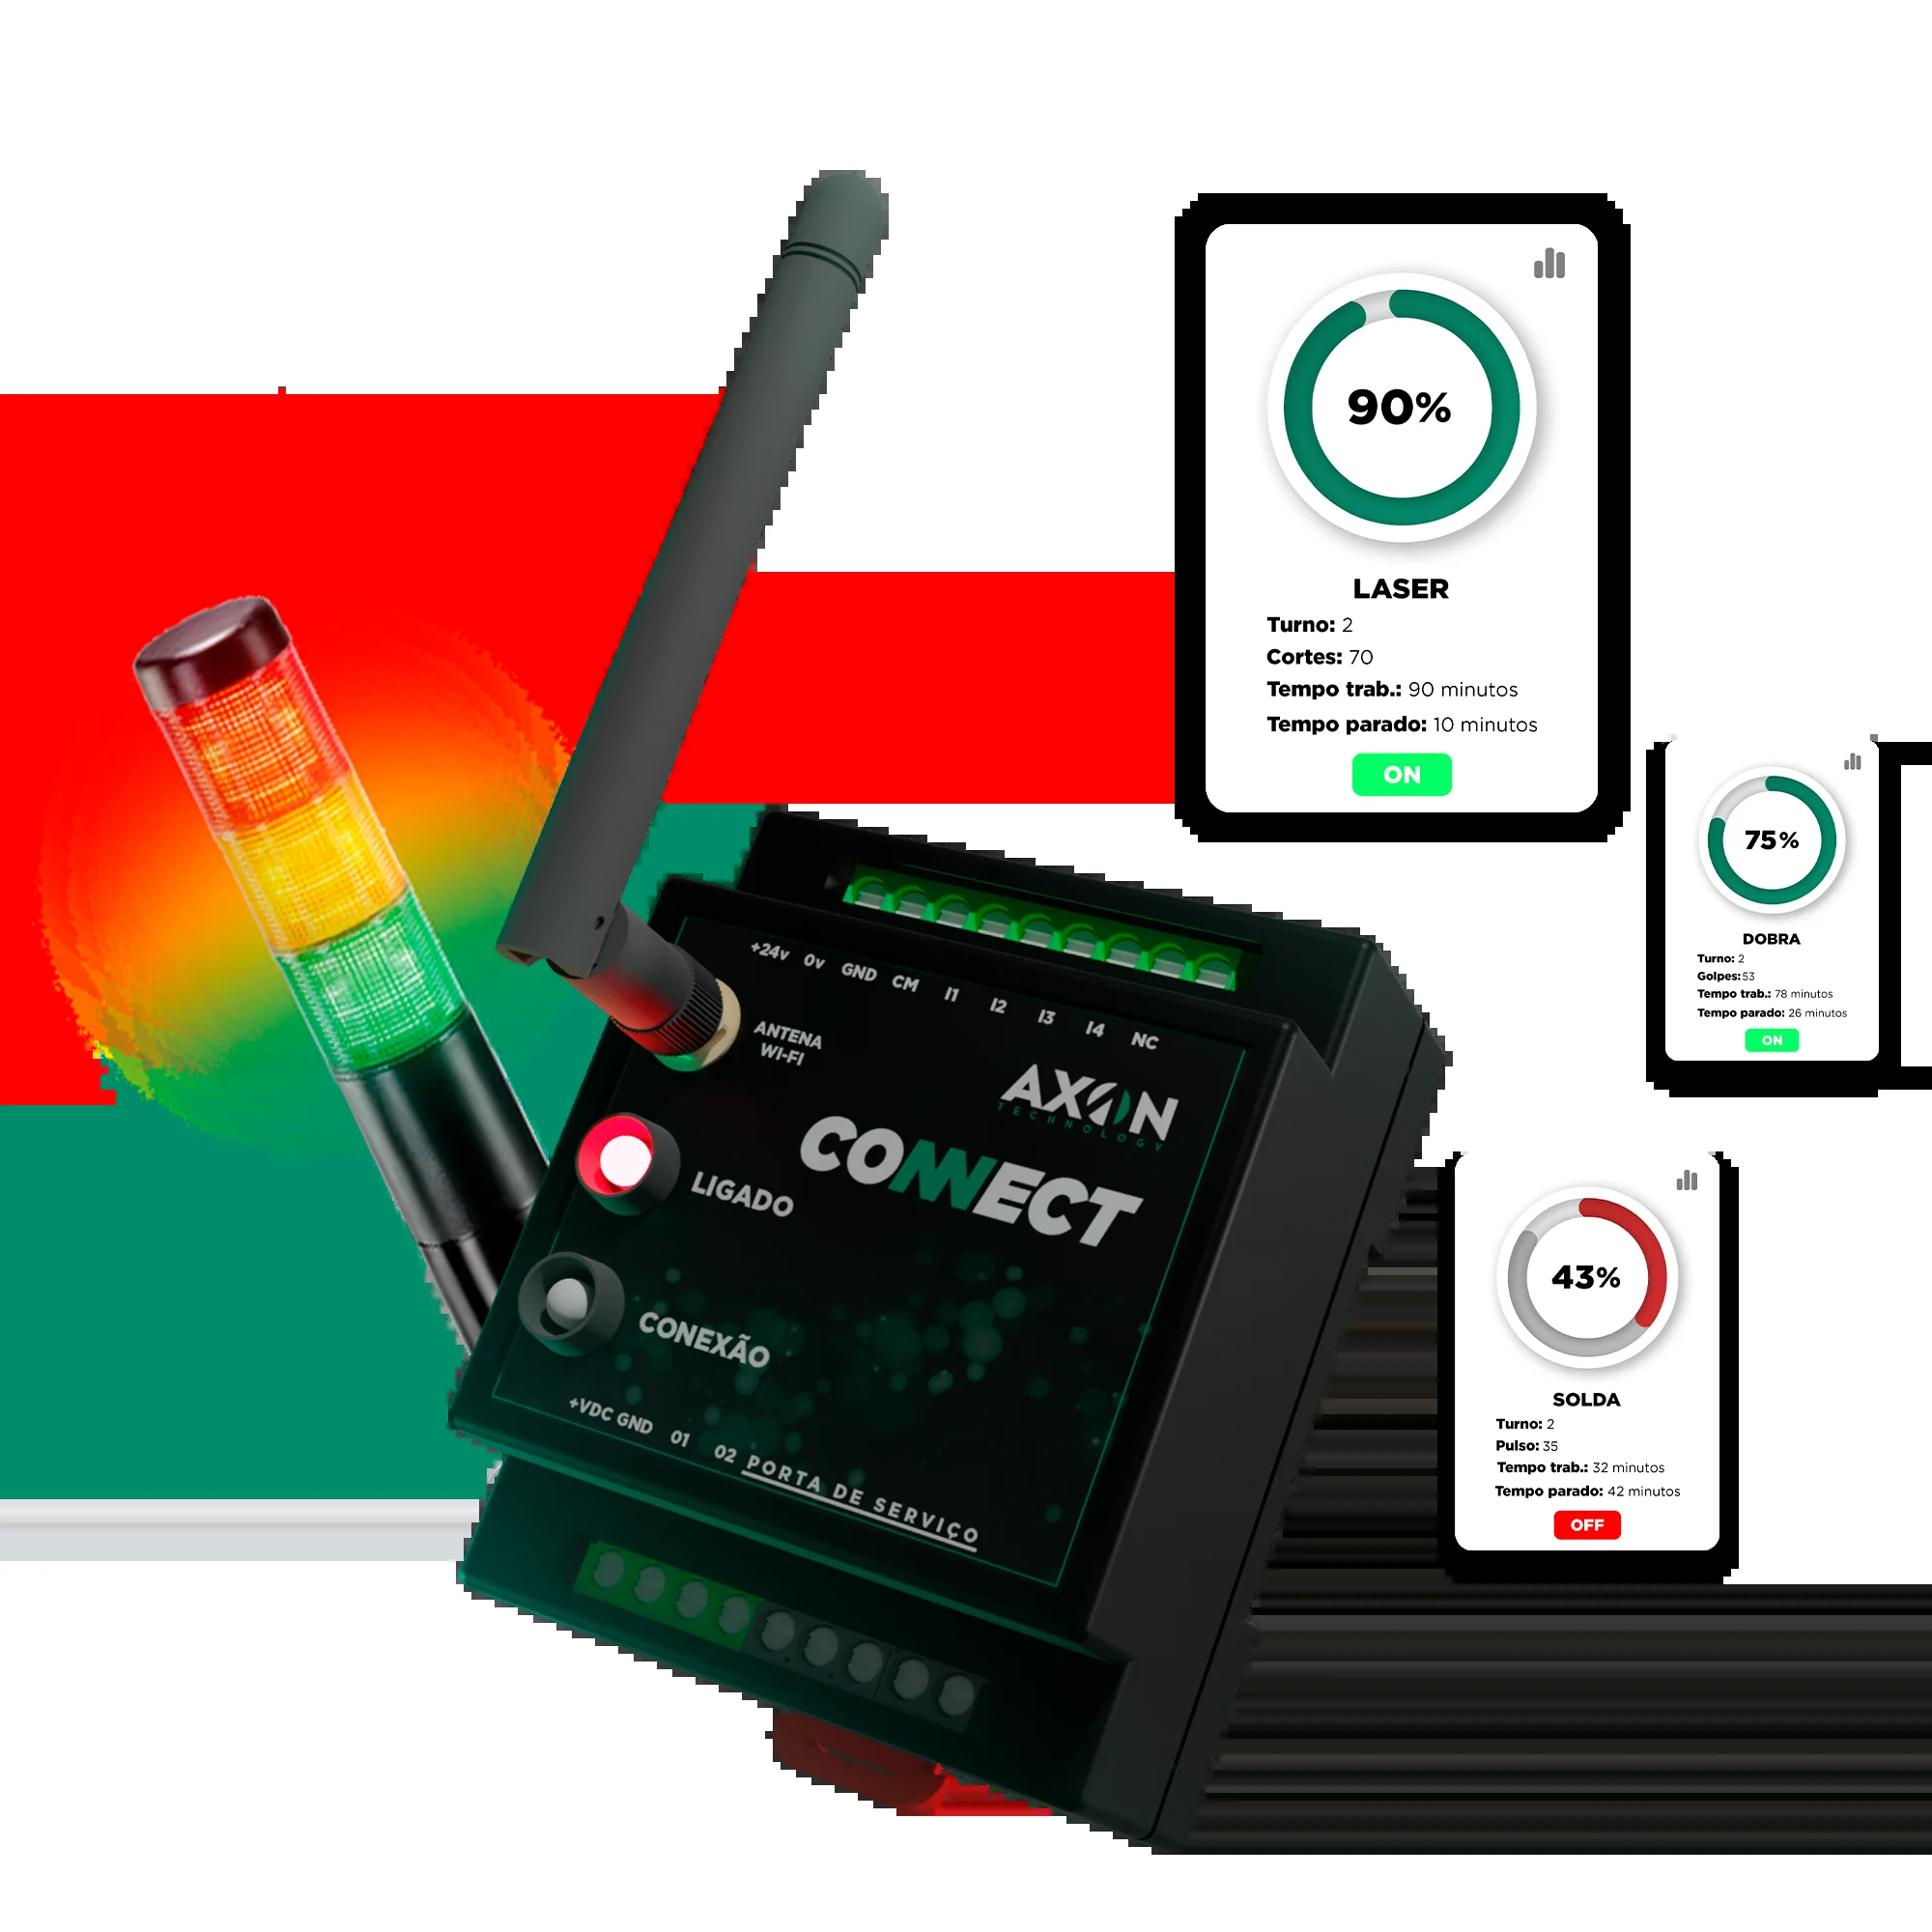 90%
LASER
Turno: 2
Cortes: 70
Tempo trab.: 90 minutos
Tempo parado: 10 minutos
ON
75%
DOBRA
Turno: 2
Golpes:53
Tempo trab.: 78 minutos
Tempo parado: 26 minutos
ON
43%
SOLDA
Turno: 2
Pulso: 35
Tempo trab.: 32 minutos
Tempo parado: 42 minutos
OFF
+24v 0v GND CM I1 I2 I3 I4 NC
ANTENA
WI-FI
AXON
TECHNOLOGY
CONNECT
LIGADO
CONEXÃO
+VDC GND 01 02 PORTA DE SERVIÇO